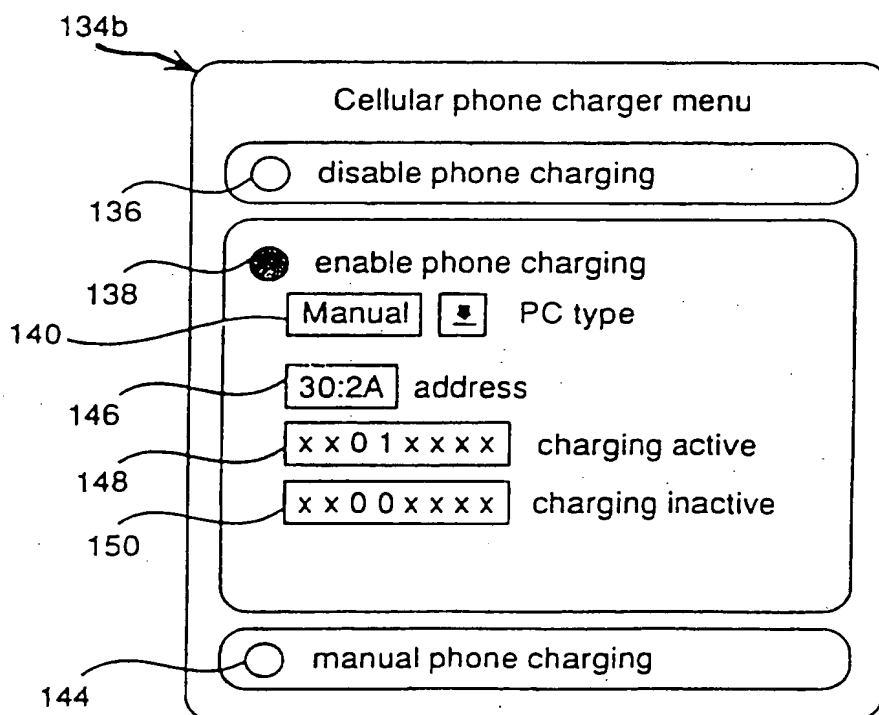 134b
Cellular phone charger menu
disable phone charging
136
enable phone charging
138
Manual PC type
140
30:2A address
146
x x 0 1 x x x x charging active
148
x x 0 0 x x x x charging inactive
150
manual phone charging
144